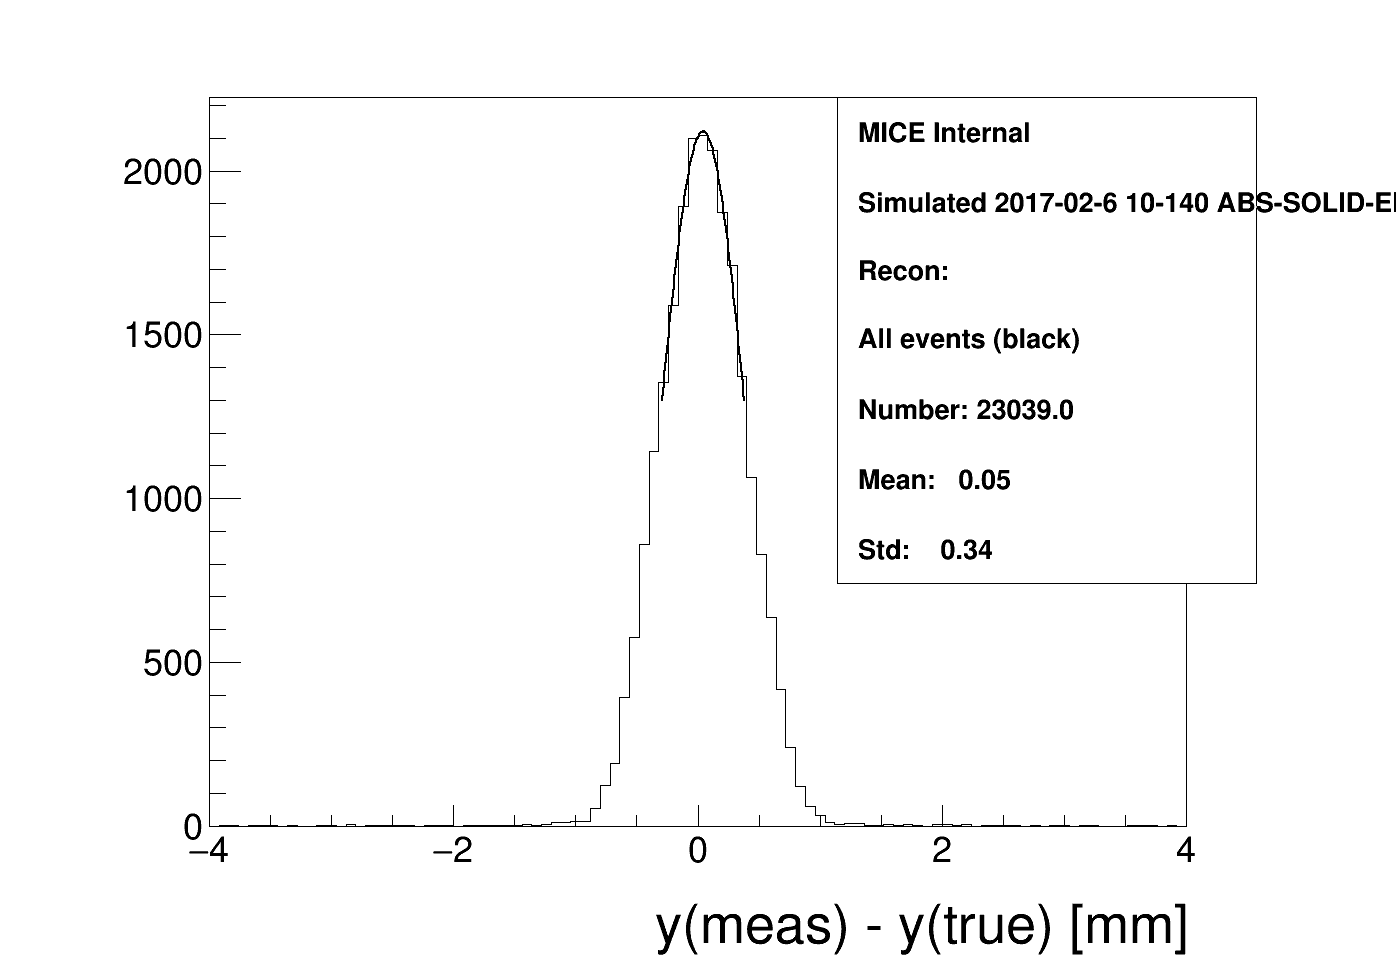 MICE Internal
Simulated 2017-02-6 10-140 ABS-SOLID-
Recon:
All events (black)
Number: 23039.0
Mean: 0.05
Std: 0.34
2000
1500
1000
500
0
−4 −2 0 2 4
y(meas) - y(true) [mm]